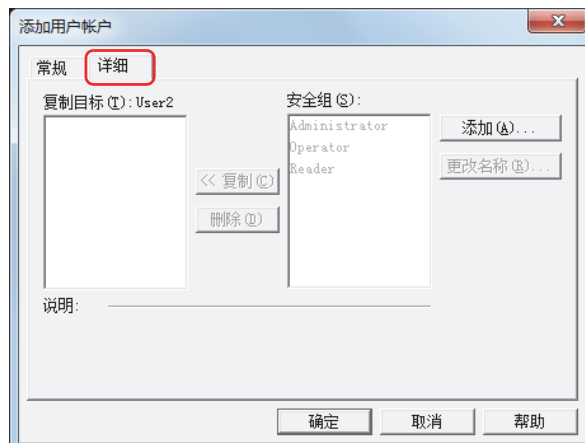 添加用户帐户
常规
详细
复制目标(T):User2
安全组(S):
Administrator
Operator
Reader
添加(A)...
更改名称(R)...
<< 复制(C)
删除(D)
说明:
确定
取消
帮助